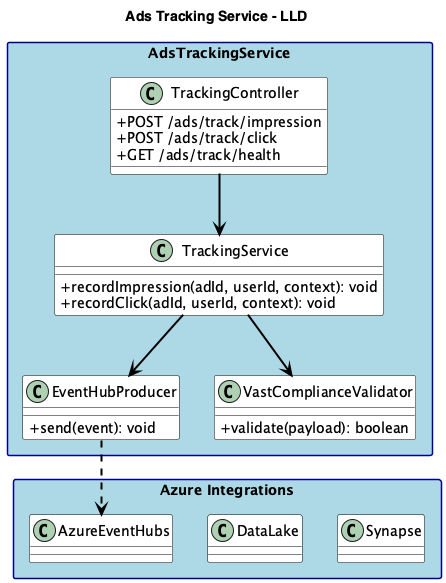 Ads Tracking Service - LLD
AdsTrackingService
C TrackingController
+POST /ads/track/impression
+POST /ads/track/click
+GET /ads/track/health
C TrackingService
+recordImpression(adId, userId, context): void
+recordClick(adId, userId, context): void
C EventHubProducer
+send(event): void
C VastComplianceValidator
+validate(payload): boolean
Azure Integrations
C AzureEventHubs
C DataLake
C Synapse